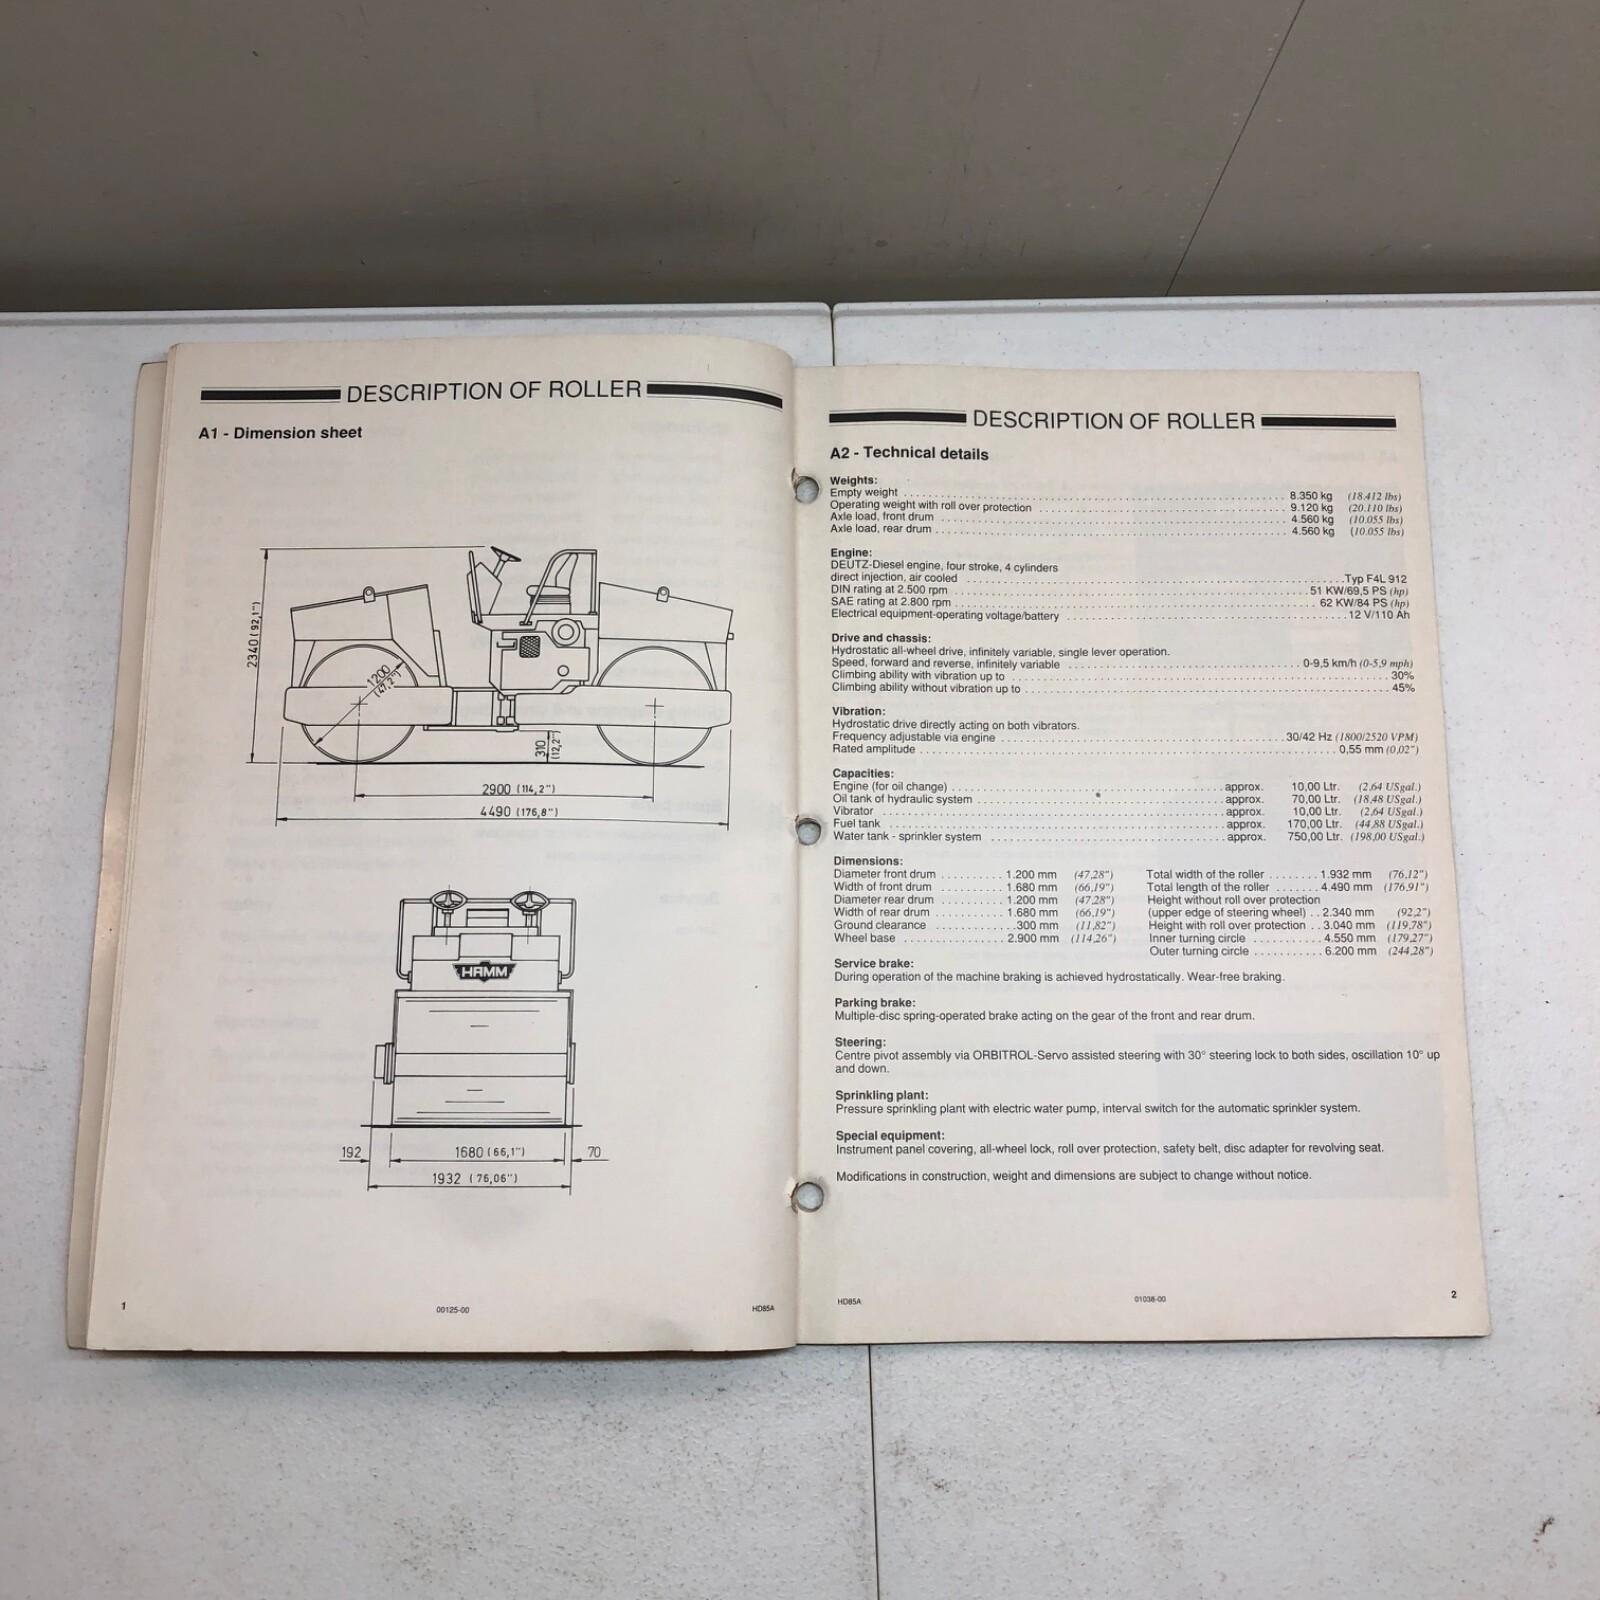 DESCRIPTION OF ROLLER
A1 - Dimension sheet
2340 (92,1")
1200
(47,2")
310
(12,2")
2900 (114,2")
4490 (176,8")
HAMM
192
1680 (66,1")
70
1932 (76,06")
1
00125-00
HD85A
DESCRIPTION OF ROLLER
A2 - Technical details
Weights:
Empty weight 8.350 kg (18.412 lbs)
Operating weight with roll over protection 9.120 kg (20.110 lbs)
Axle load, front drum 4.560 kg (10.055 lbs)
Axle load, rear drum 4.560 kg (10.055 lbs)
Engine:
DEUTZ-Diesel engine, four stroke, 4 cylinders
direct injection, air cooled Typ F4L 912
DIN rating at 2.500 rpm 51 KW/69,5 PS (hp)
SAE rating at 2.800 rpm 62 KW/84 PS (hp)
Electrical equipment-operating voltage/battery 12 V/110 Ah
Drive and chassis:
Hydrostatic all-wheel drive, infinitely variable, single lever operation.
Speed, forward and reverse, infinitely variable 0-9,5 km/h (0-5,9 mph)
Climbing ability with vibration up to 30%
Climbing ability without vibration up to 45%
Vibration:
Hydrostatic drive directly acting on both vibrators.
Frequency adjustable via engine 30/42 Hz (1800/2520 VPM)
Rated amplitude 0,55 mm (0,02")
Capacities:
Engine (for oil change) approx. 10,00 Ltr. (2,64 USgal.)
Oil tank of hydraulic system approx. 70,00 Ltr. (18,48 USgal.)
Vibrator approx. 10,00 Ltr. (2,64 USgal.)
Fuel tank approx. 170,00 Ltr. (44,88 USgal.)
Water tank - sprinkler system approx. 750,00 Ltr. (198,00 USgal.)
Dimensions:
Diameter front drum 1.200 mm (47,28") Total width of the roller 1.932 mm (76,12")
Width of front drum 1.680 mm (66,19") Total length of the roller 4.490 mm (176,91")
Diameter rear drum 1.200 mm (47,28") Height without roll over protection
Width of rear drum 1.680 mm (66,19") (upper edge of steering wheel) 2.340 mm (92,2")
Ground clearance 300 mm (11,82") Height with roll over protection 3.040 mm (119,78")
Wheel base 2.900 mm (114,26") Inner turning circle 4.550 mm (179,27")
Outer turning circle 6.200 mm (244,28")
Service brake:
During operation of the machine braking is achieved hydrostatically. Wear-free braking.
Parking brake:
Multiple-disc spring-operated brake acting on the gear of the front and rear drum.
Steering:
Centre pivot assembly via ORBITROL-Servo assisted steering with 30° steering lock to both sides, oscillation 10° up
and down.
Sprinkling plant:
Pressure sprinkling plant with electric water pump, interval switch for the automatic sprinkler system.
Special equipment:
Instrument panel covering, all-wheel lock, roll over protection, safety belt, disc adapter for revolving seat.
Modifications in construction, weight and dimensions are subject to change without notice.
HD85A
01038-00
2